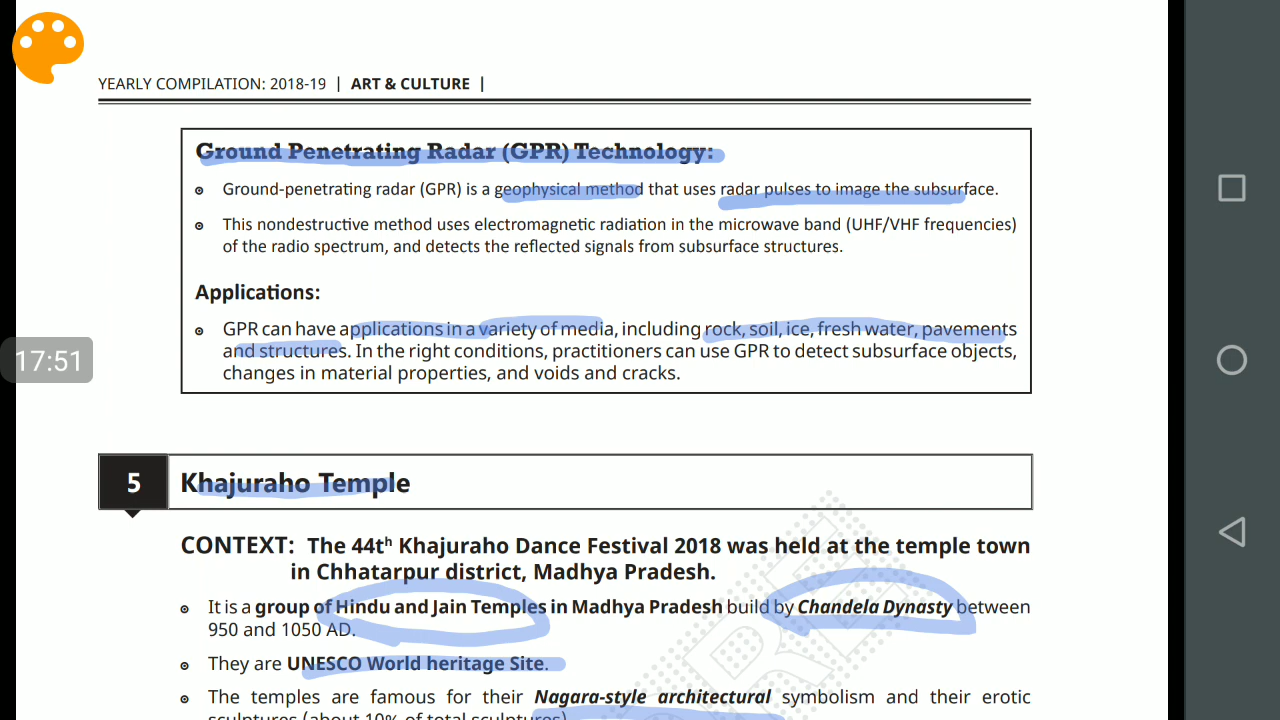 YEARLY COMPILATION: 2018-19 | ART & CULTURE |
Ground Penetrating Radar (GPR) Technology:
Ground-penetrating radar (GPR) is a geophysical method that uses radar pulses to image the subsurface.
This nondestructive method uses electromagnetic radiation in the microwave band (UHF/VHF frequencies)
of the radio spectrum, and detects the reflected signals from subsurface structures.
Applications:
GPR can have applications in a variety of media, including rock, soil, ice, fresh water, pavements
and structures. In the right conditions, practitioners can use GPR to detect subsurface objects,
changes in material properties, and voids and cracks.
17:51
5 Khajuraho Temple
CONTEXT: The 44th Khajuraho Dance Festival 2018 was held at the temple town
in Chhatarpur district, Madhya Pradesh.
It is a group of Hindu and Jain Temples in Madhya Pradesh build by Chandela Dynasty between
950 and 1050 AD.
They are UNESCO World heritage Site.
The temples are famous for their Nagara-style architectural symbolism and their erotic
sculptures (about 10% of total sculptures)